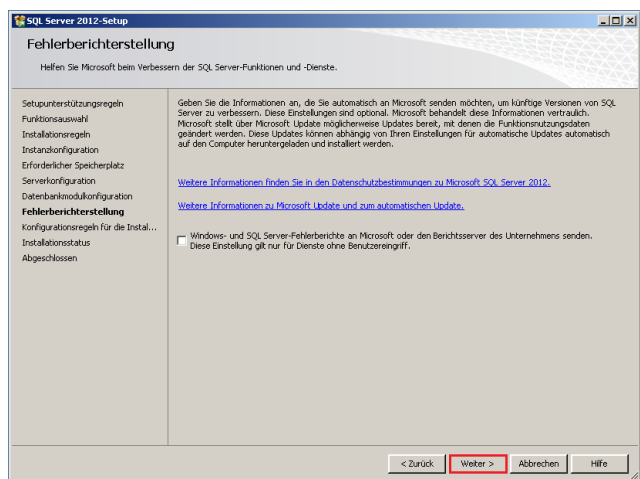 SQL Server 2012-Setup
Fehlerberichterstellung
Helfen Sie Microsoft beim Verbessern der SQL Server-Funktionen und -Dienste.
Setupunterstützungsregeln
Funktionsauswahl
Installationsregeln
Instanzkonfiguration
Erforderlicher Speicherplatz
Serverkonfiguration
Datenbankmodulkonfiguration
Fehlerberichterstellung
Konfigurationsregeln für die Instal...
Installationsstatus
Abgeschlossen
Geben Sie die Informationen an, die Sie automatisch an Microsoft senden möchten, um künftige Versionen von SQL
Server zu verbessern. Diese Einstellungen sind optional. Microsoft behandelt diese Informationen vertraulich.
Microsoft stellt über Microsoft Update möglicherweise Updates bereit, mit denen die Funktionsnutzungsdaten
geändert werden. Diese Updates können abhängig von Ihren Einstellungen für automatische Updates automatisch
auf den Computer heruntergeladen und installiert werden.
Weitere Informationen finden Sie in den Datenschutzbestimmungen zu Microsoft SQL Server 2012.
Weitere Informationen zu Microsoft Update und zum automatischen Update.
Windows- und SQL Server-Fehlerberichte an Microsoft oder den Berichtsserver des Unternehmens senden.
Diese Einstellung gilt nur für Dienste ohne Benutzereingriff.
< Zurück Weiter > Abbrechen Hilfe